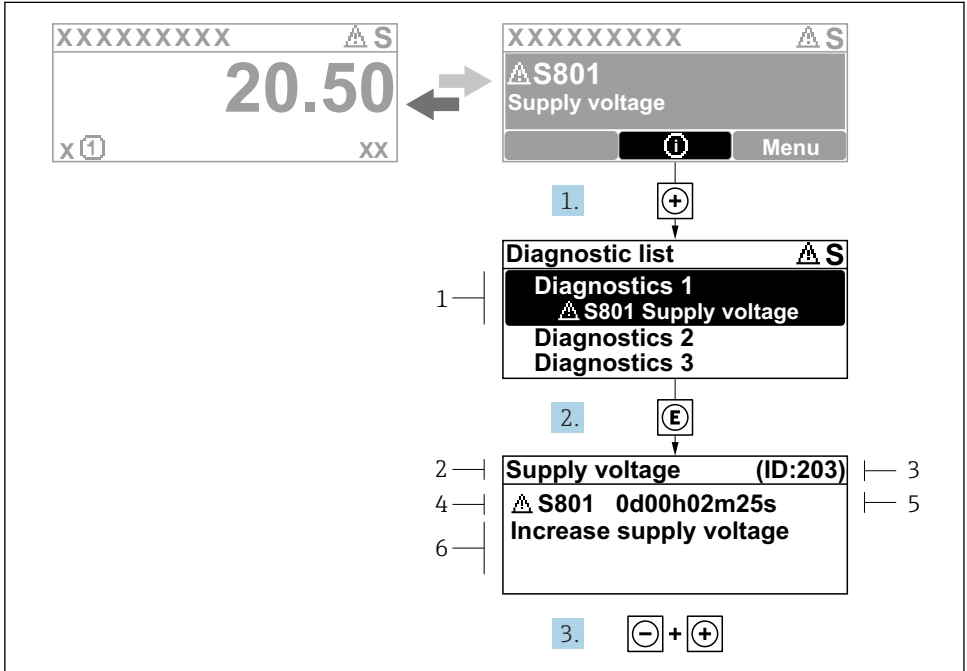 XXXXXXXXX ⚠ S
20.50
X ① XX
XXXXXXXXX ⚠ S
⚠ S801
Supply voltage
ⓘ Menu
1. ⊕
Diagnostic list ⚠ S
1
Diagnostics 1
⚠ S801 Supply voltage
Diagnostics 2
Diagnostics 3
2. Ⓔ
2 Supply voltage (ID:203) 3
4 ⚠ S801 0d00h02m25s 5
6 Increase supply voltage
3. ⊖ + ⊕